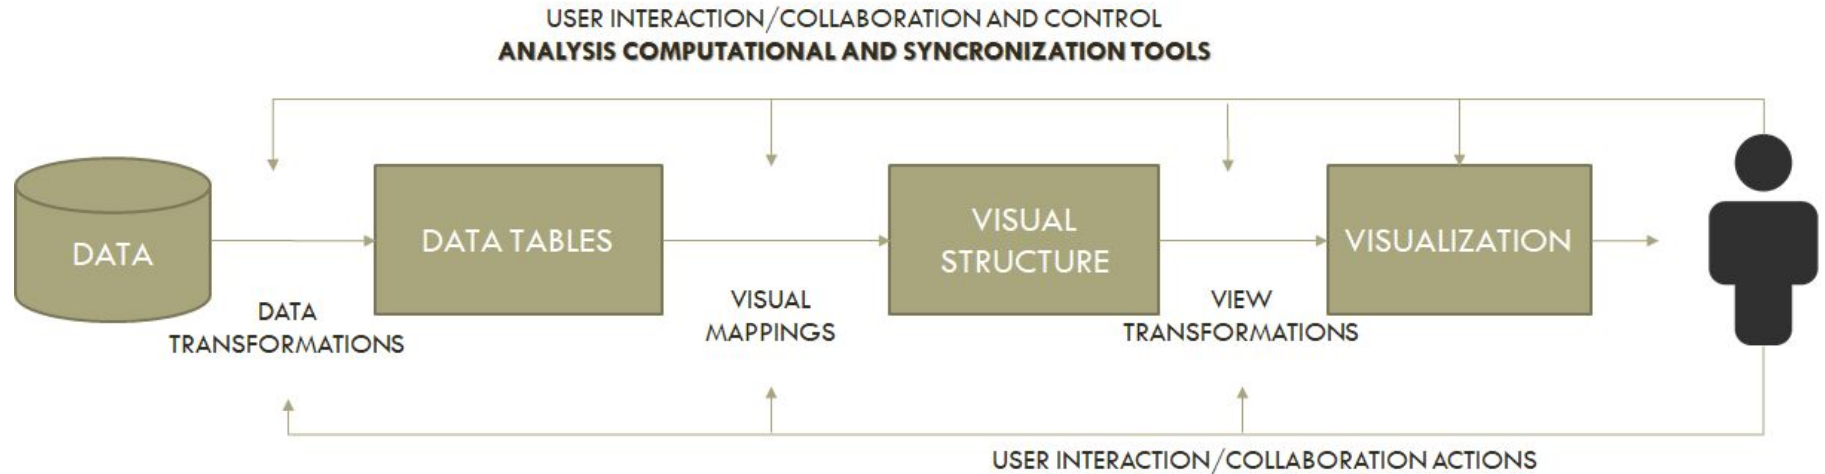 USER INTERACTION/COLLABORATION AND CONTROL
ANALYSIS COMPUTATIONAL AND SYNCRONIZATION TOOLS
DATA
DATA TABLES
VISUAL
STRUCTURE
VISUALIZATION
DATA
TRANSFORMATIONS
VISUAL
MAPPINGS
VIEW
TRANSFORMATIONS
USER INTERACTION/COLLABORATION ACTIONS